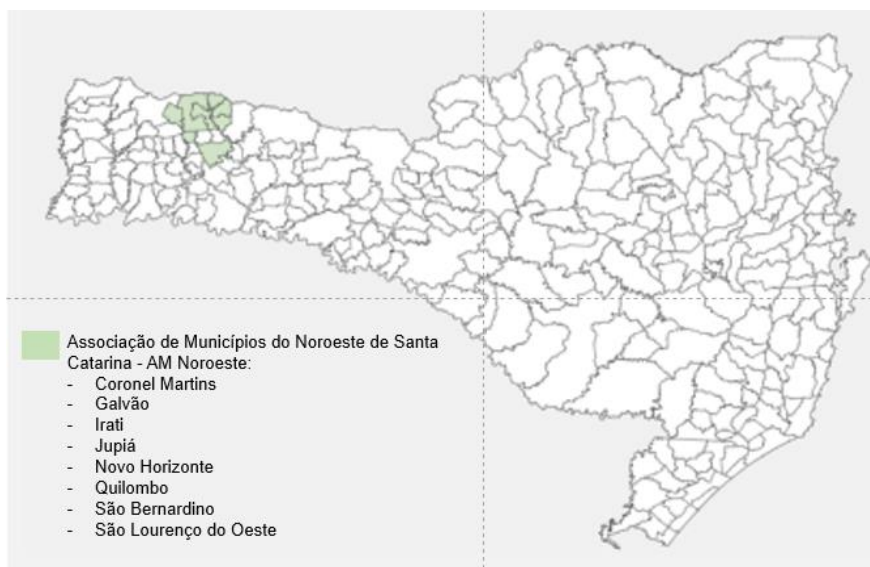 Associação de Municípios do Noroeste de Santa
Catarina - AM Noroeste:
- Coronel Martins
- Galvão
- Irati
- Jupiá
- Novo Horizonte
- Quilombo
- São Bernardino
- São Lourenço do Oeste